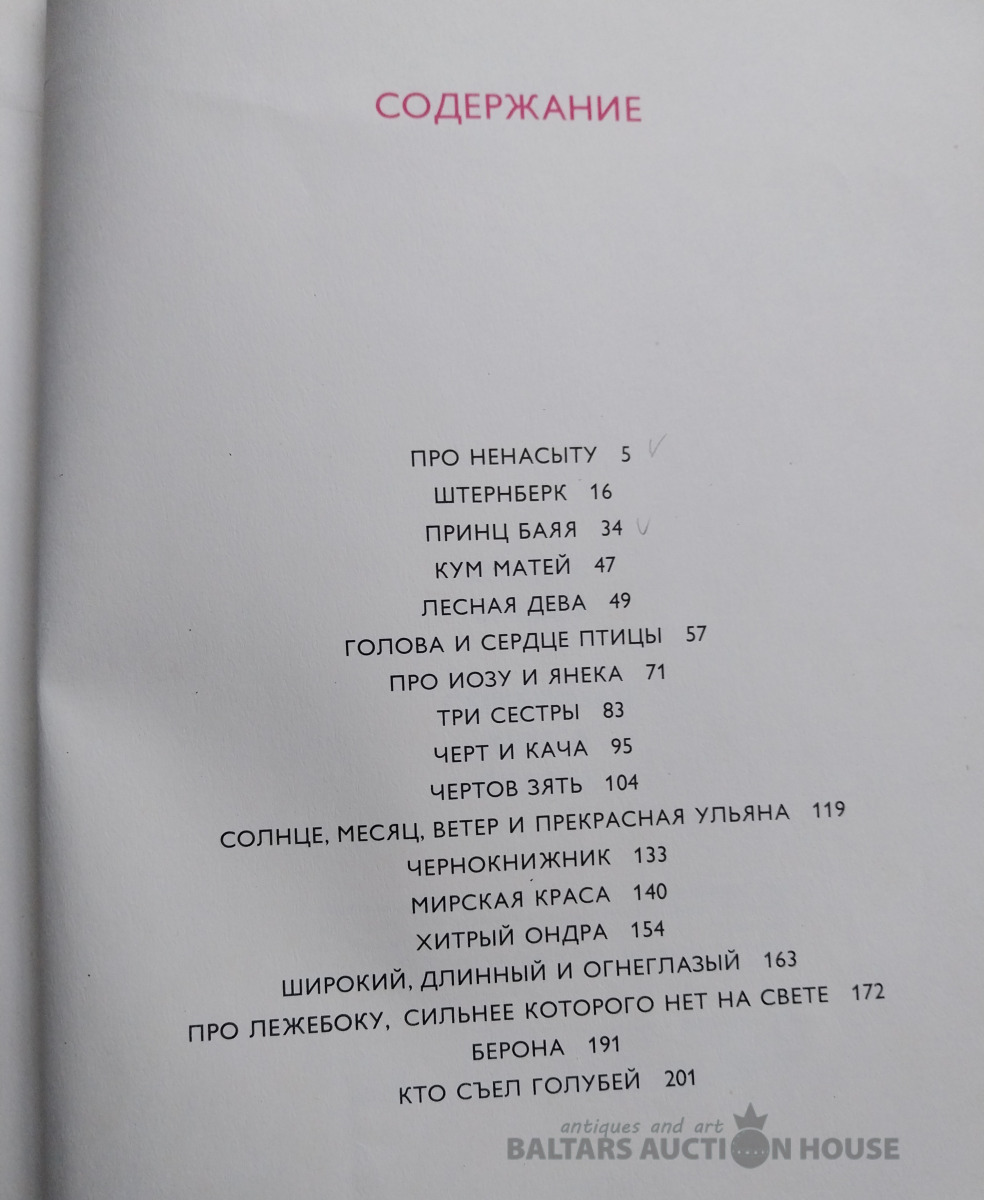 СОДЕРЖАНИЕ
ПРО НЕНАСЫТУ 5
ШТЕРНБЕРК 16
ПРИНЦ БАЯЯ 34
КУМ МАТЕЙ 47
ЛЕСНАЯ ДЕВА 49
ГОЛОВА И СЕРДЦЕ ПТИЦЫ 57
ПРО ИОЗУ И ЯНЕКА 71
ТРИ СЕСТРЫ 83
ЧЕРТ И КАЧА 95
ЧЕРТОВ ЗЯТЬ 104
СОЛНЦЕ, МЕСЯЦ, ВЕТЕР И ПРЕКРАСНАЯ УЛЬЯНА 119
ЧЕРНОКНИЖНИК 133
МИРСКАЯ КРАСА 140
ХИТРЫЙ ОНДРА 154
ШИРОКИЙ, ДЛИННЫЙ И ОГНЕГЛАЗЫЙ 163
ПРО ЛЕЖЕБОКУ, СИЛЬНЕЕ КОТОРОГО НЕТ НА СВЕТЕ 172
БЕРОНА 191
КТО СЪЕЛ ГОЛУБЕЙ 201
antiques and art
BALTARS AUCTION HOUSE